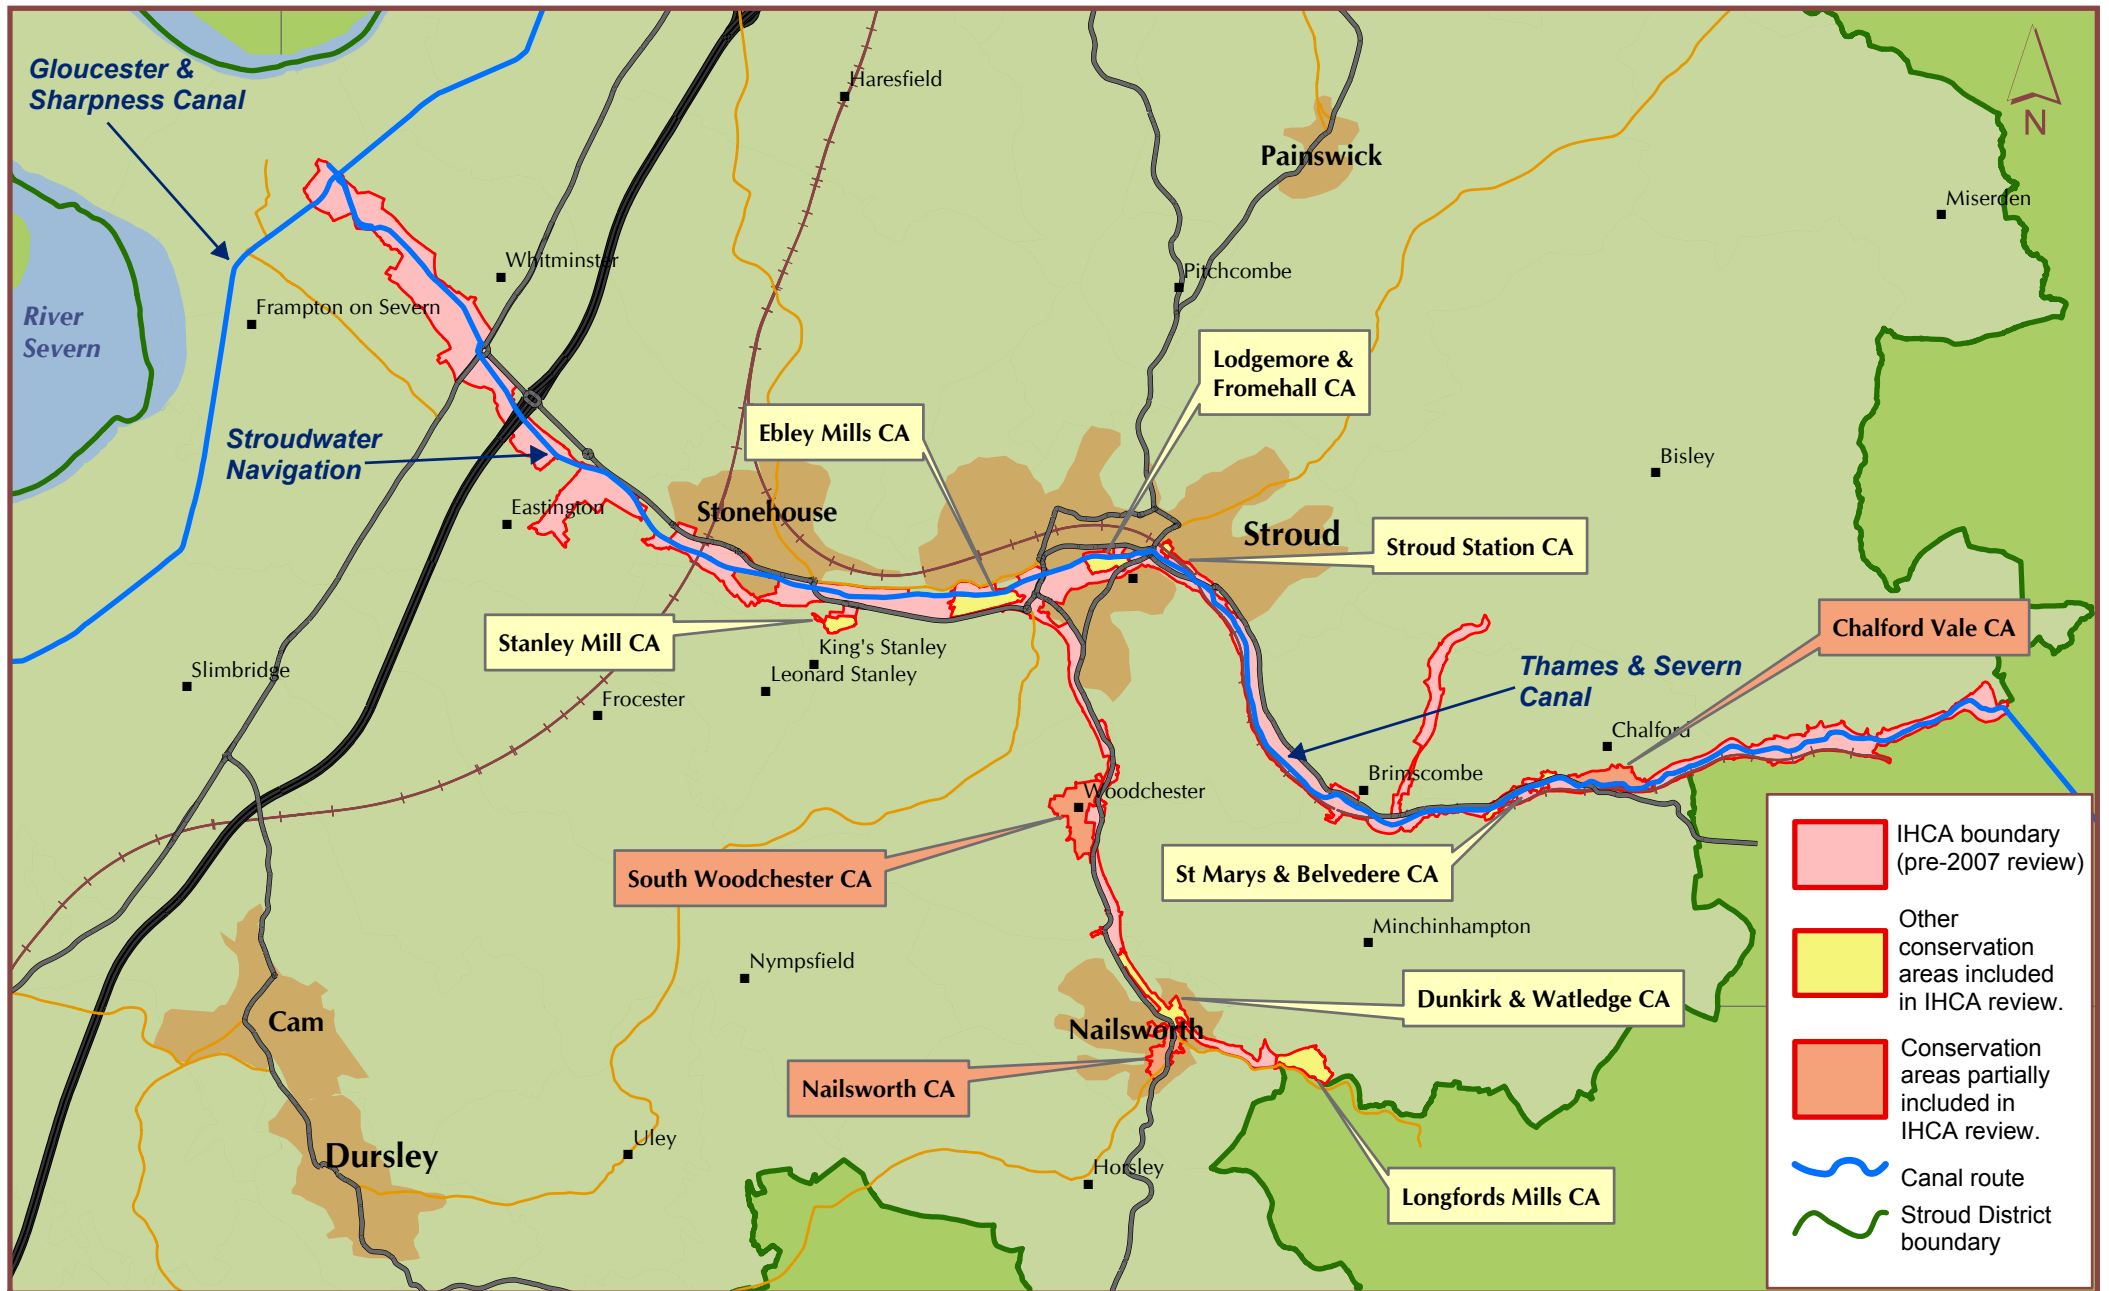 Gloucester &
Sharpness Canal
Haresfield
N
Painswick
Miserden
Whitminster
Pitchcombe
Frampton on Severn
River
Severn
Lodgemore &
Fromehall CA
Ebley Mills CA
Stroudwater
Navigation
Bisley
Eastington
Stonehouse
Stroud
Stroud Station CA
Stanley Mill CA
Chalford Vale CA
King's Stanley
Leonard Stanley
Slimbridge
Frocester
Thames & Severn
Canal
Chalford
Brimscombe
Woodchester
South Woodchester CA
St Marys & Belvedere CA
Minchinhampton
Nympsfield
Dunkirk & Watledge CA
Cam
Nailsworth
Nailsworth CA
Dursley
Uley
Horsley
Longfords Mills CA
IHCA boundary
(pre-2007 review)
Other
conservation
areas included
in IHCA review.
Conservation
areas partially
included in
IHCA review.
Canal route
Stroud District
boundary